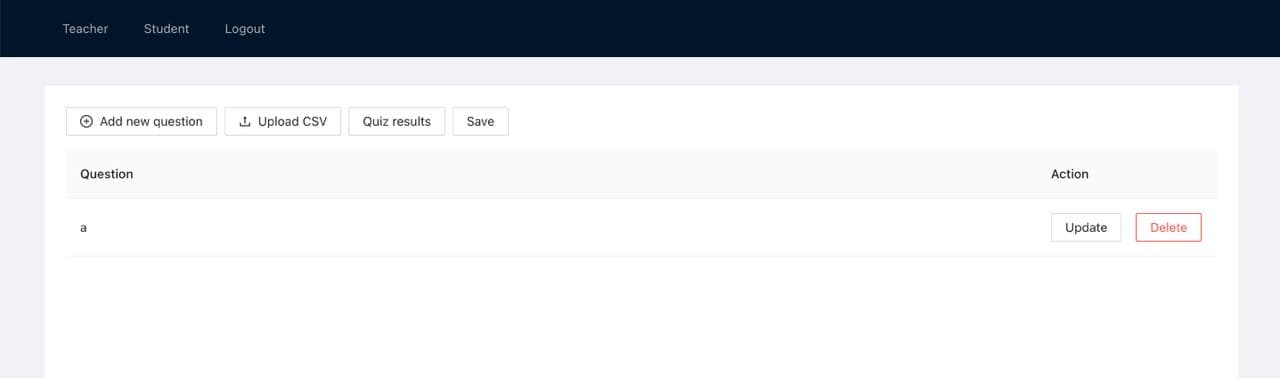 Teacher Student Logout
Add new question Upload CSV Quiz results Save
Question Action
a Update Delete